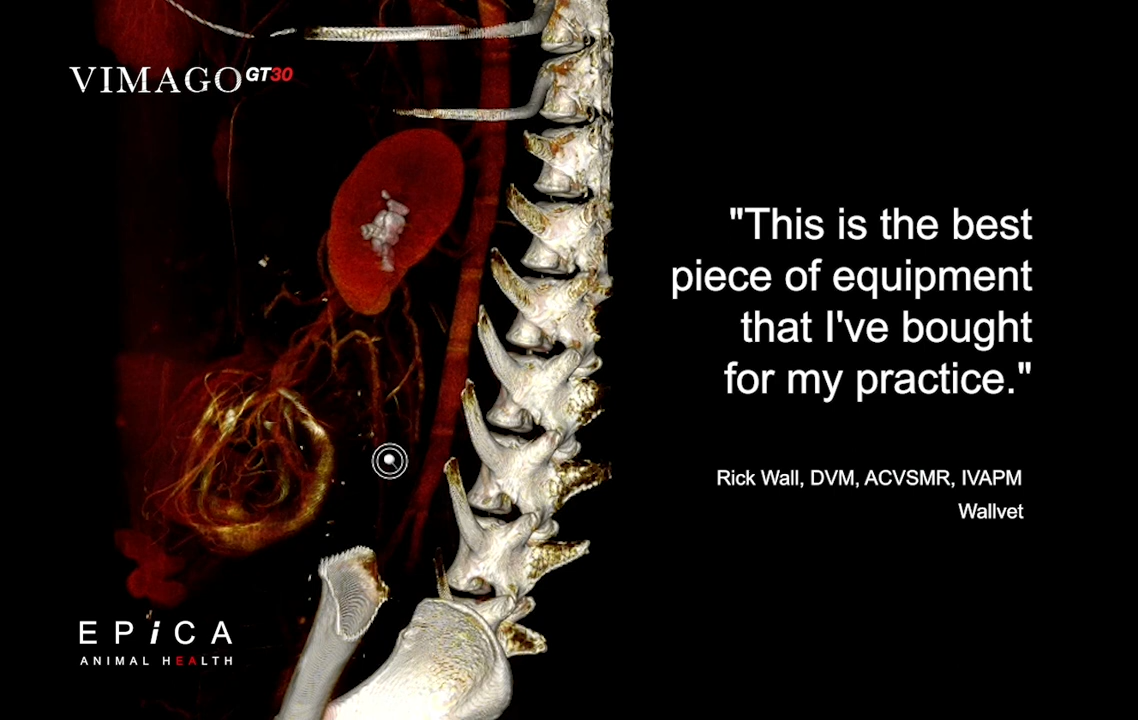 VIMAGO GT30
"This is the best
piece of equipment
that I've bought
for my practice."
Rick Wall, DVM, ACVSMR, IVAPM
Wallvet
EPiCA
ANIMAL HEALTH